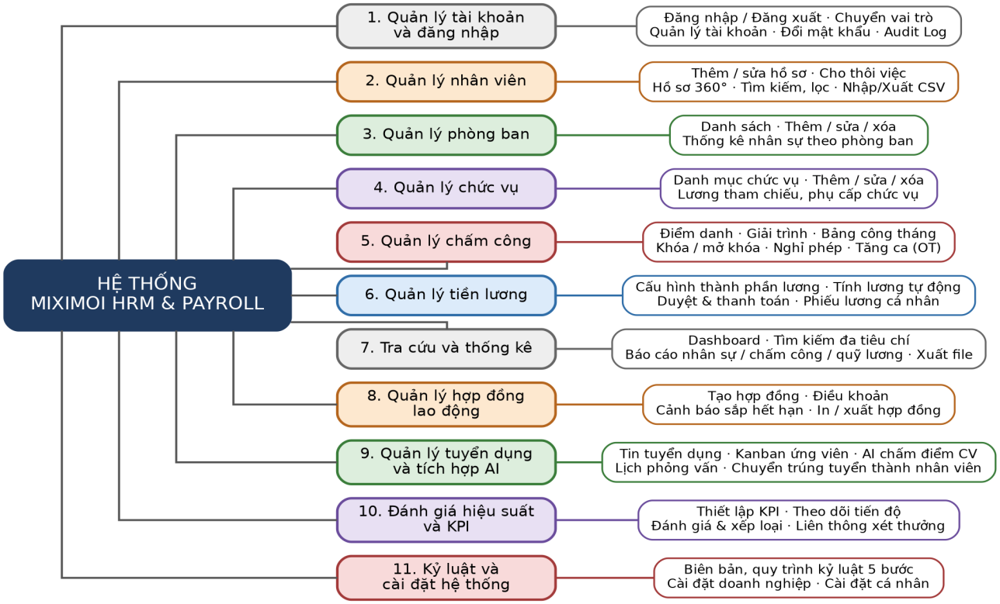 1. Quản lý tài khoản
và đăng nhập
Đăng nhập / Đăng xuất · Chuyển vai trò
Quản lý tài khoản · Đổi mật khẩu · Audit Log
2. Quản lý nhân viên
Thêm / sửa hồ sơ · Cho thôi việc
Hồ sơ 360° · Tìm kiếm, lọc · Nhập/Xuất CSV
3. Quản lý phòng ban
Danh sách · Thêm / sửa / xóa
Thống kê nhân sự theo phòng ban
4. Quản lý chức vụ
Danh mục chức vụ · Thêm / sửa / xóa
Lương tham chiếu, phụ cấp chức vụ
5. Quản lý chấm công
Điểm danh · Giải trình · Bảng công tháng
Khóa / mở khóa · Nghỉ phép · Tăng ca (OT)
HỆ THỐNG
MIXIMOI HRM & PAYROLL
6. Quản lý tiền lương
Cấu hình thành phần lương · Tính lương tự động
Duyệt & thanh toán · Phiếu lương cá nhân
7. Tra cứu và thống kê
Dashboard · Tìm kiếm đa tiêu chí
Báo cáo nhân sự / chấm công / quỹ lương · Xuất file
8. Quản lý hợp đồng
lao động
Tạo hợp đồng · Điều khoản
Cảnh báo sắp hết hạn · In / xuất hợp đồng
9. Quản lý tuyển dụng
và tích hợp AI
Tin tuyển dụng · Kanban ứng viên · AI chấm điểm CV
Lịch phỏng vấn · Chuyển trúng tuyển thành nhân viên
10. Đánh giá hiệu suất
và KPI
Thiết lập KPI · Theo dõi tiến độ
Đánh giá & xếp loại · Liên thông xét thưởng
11. Kỷ luật và
cài đặt hệ thống
Biên bản, quy trình kỷ luật 5 bước
Cài đặt doanh nghiệp · Cài đặt cá nhân